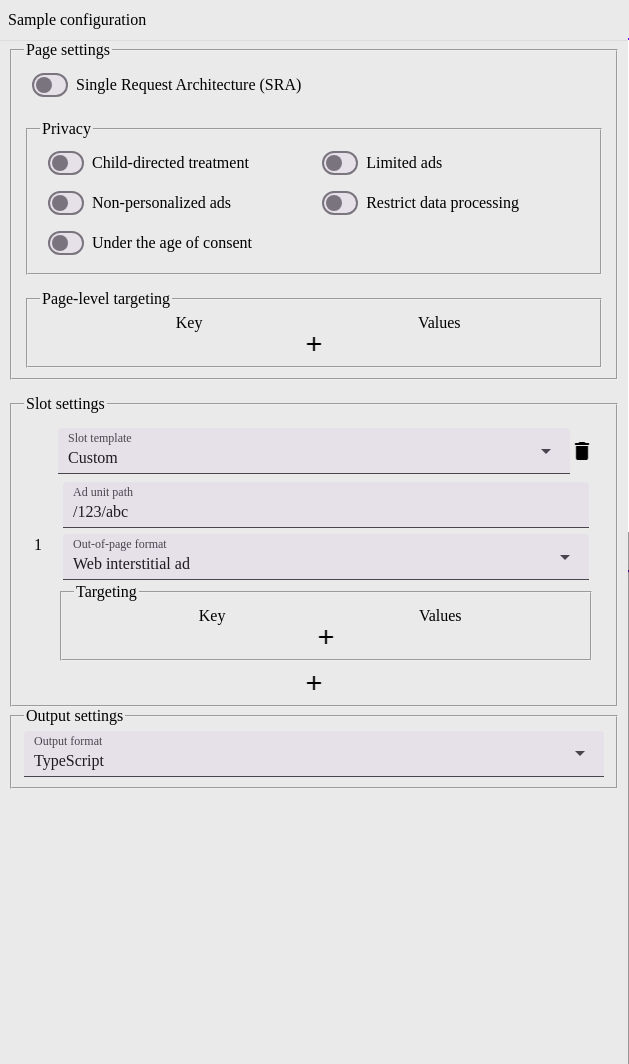 Sample configuration
Page settings
Single Request Architecture (SRA)
Privacy
Child-directed treatment
Limited ads
Non-personalized ads
Restrict data processing
Under the age of consent
Page-level targeting
Key Values
+
Slot settings
Slot template
Custom
Ad unit path
/123/abc
1
Out-of-page format
Web interstitial ad
Targeting
Key Values
+
+
Output settings
Output format
TypeScript